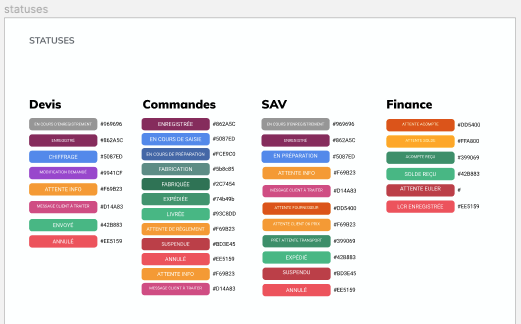 statuses
STATUSES
Devis
EN COURS D'ENREGISTREMENT #969696
ENREGISTRÉ #862A5C
CHIFFRAGE #5087ED
MODIFICATION DEMANDÉ #9941CF
ATTENTE INFO #F69B23
MESSAGE CLIENT À TRAITER #D14A83
ENVOYÉ #42B883
ANNULÉ #EE5159
Commandes
ENREGISTRÉE #862A5C
EN COURS DE SAISIE #5087ED
EN COURS DE PRÉPARATION #FCE9C0
FABRICATION #5b8c85
FABRIQUÉE #2C7454
EXPÉDIÉE #74b49b
LIVRÉE #93C8DD
ATTENTE DE RÈGLEMENT #F69B23
SUSPENDUE #BD3E45
ANNULÉE #EE5159
ATTENTE INFO #F69B23
MESSAGE CLIENT À TRAITER #D14A83
SAV
EN COURS D'ENREGISTREMENT #969696
ENREGISTRÉ #862A5C
EN PRÉPARATION #5087ED
ATTENTE INFO #F69B23
MESSAGE CLIENT À TRAITER #D14A83
ATTENTE FOURNISSEUR #DD5400
ATTENTE CLIENT #F69B23
PRÊT ATTENTE TRANSPORT #399069
EXPÉDIÉ #42B883
SUSPENDU #BD3E45
ANNULÉ #EE5159
Finance
ATTENTE ACOMPTE #DD5400
ATTENTE SOLDE #FFA800
ACOMPTE REÇU #399069
SOLDE REÇU #42B883
ATTENTE EULER #
LCR ENREGISTRÉE #EE5159